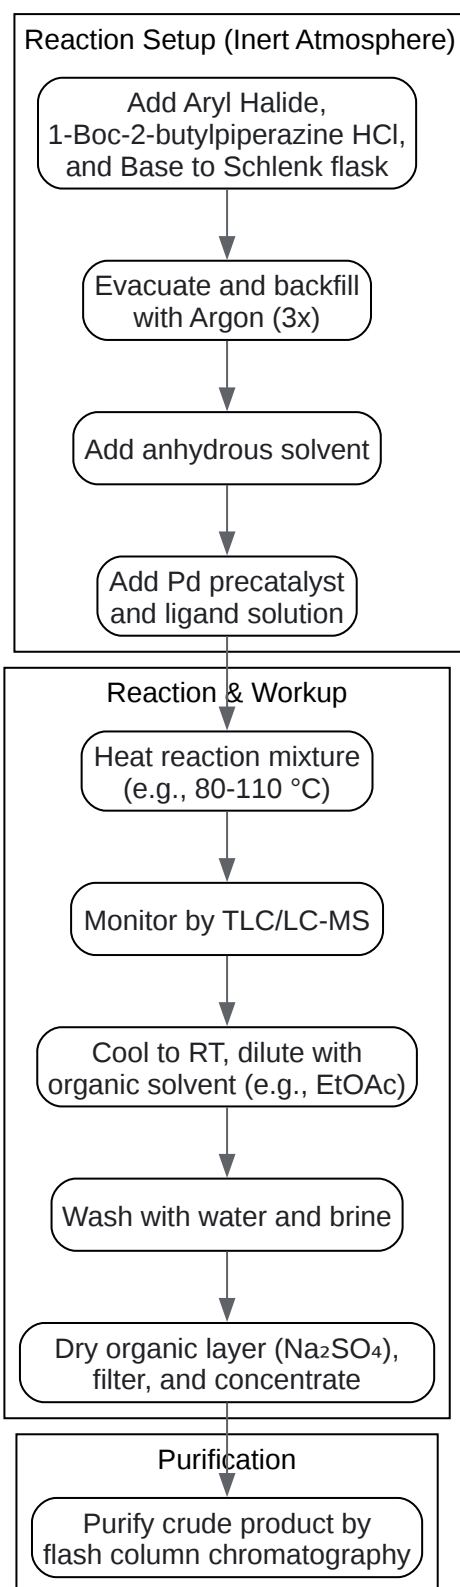 Reaction Setup (Inert Atmosphere)
Add Aryl Halide,
1-Boc-2-butylpiperazine HCl,
and Base to Schlenk flask
Evacuate and backfill
with Argon (3x)
Add anhydrous solvent
Add Pd precatalyst
and ligand solution
Reaction & Workup
Heat reaction mixture
(e.g., 80-110 °C)
Monitor by TLC/LC-MS
Cool to RT, dilute with
organic solvent (e.g., EtOAc)
Wash with water and brine
Dry organic layer (Na₂SO₄),
filter, and concentrate
Purification
Purify crude product by
flash column chromatography